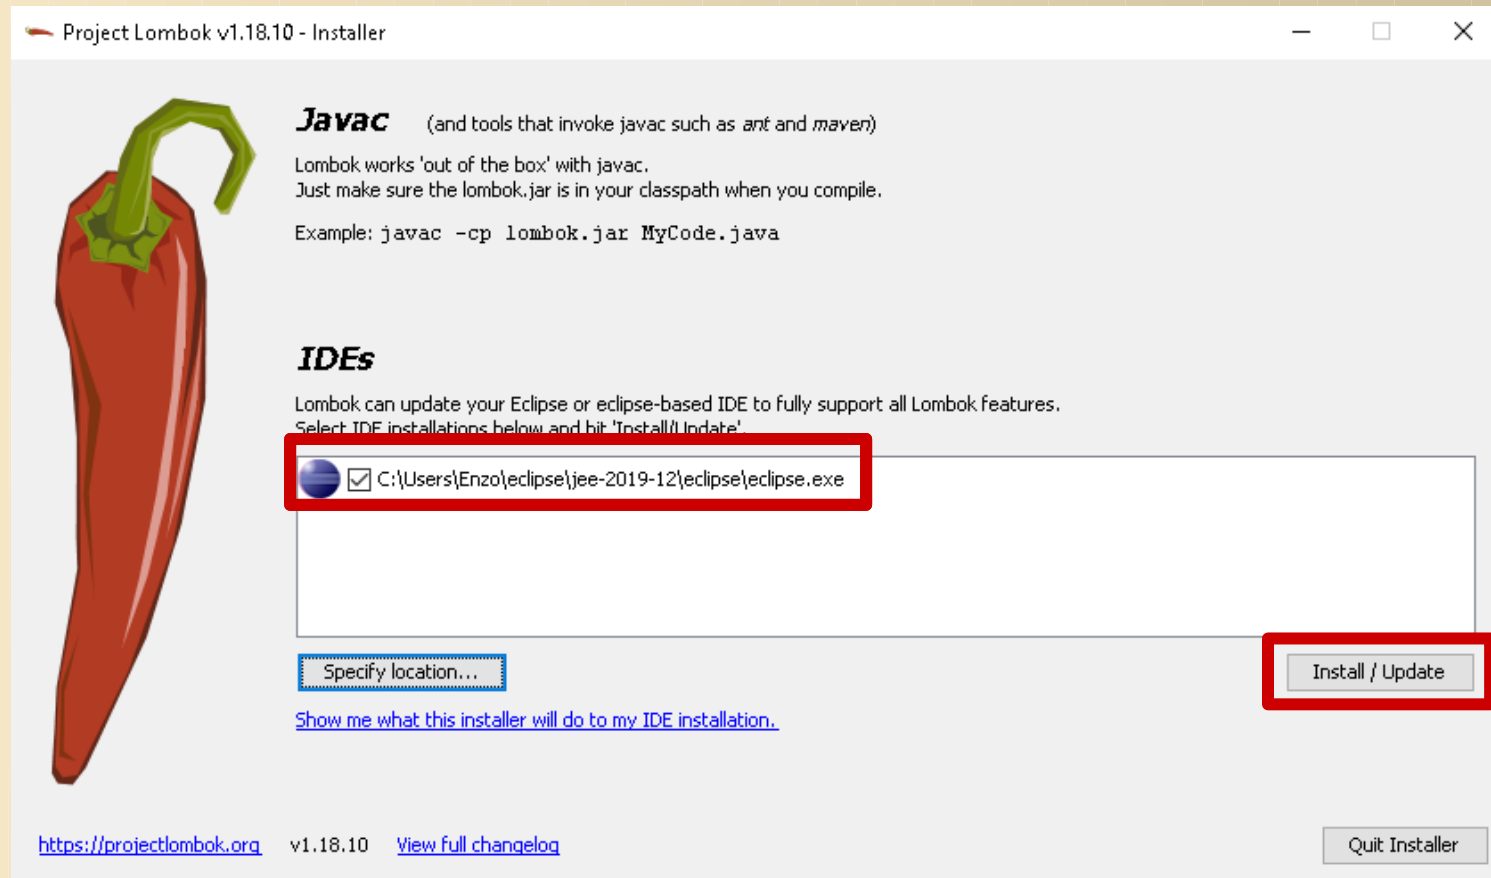 Project Lombok v1.18.10 - Installer
Javac (and tools that invoke javac such as ant and maven)
Lombok works 'out of the box' with javac.
Just make sure the lombok.jar is in your classpath when you compile.
Example: javac -cp lombok.jar MyCode.java
IDEs
Lombok can update your Eclipse or eclipse-based IDE to fully support all Lombok features.
Select IDE installations below and hit 'Install/Update'.
C:\Users\Enzo\eclipse\jee-2019-12\eclipse\eclipse.exe
Specify location...
Install / Update
Show me what this installer will do to my IDE installation.
https://projectlombok.org v1.18.10 View full changelog
Quit Installer